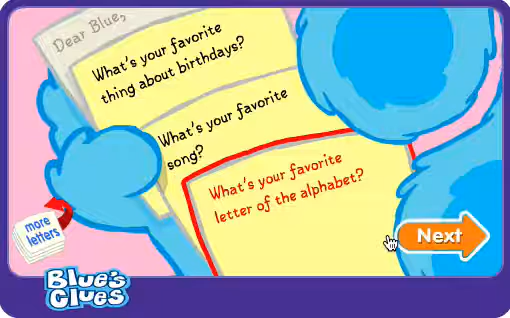 Dear Blue,
What's your favorite
thing about birthdays?
What's your favorite
song?
What's your favorite
letter of the alphabet?
more
letters
Next
Blue's
Clues